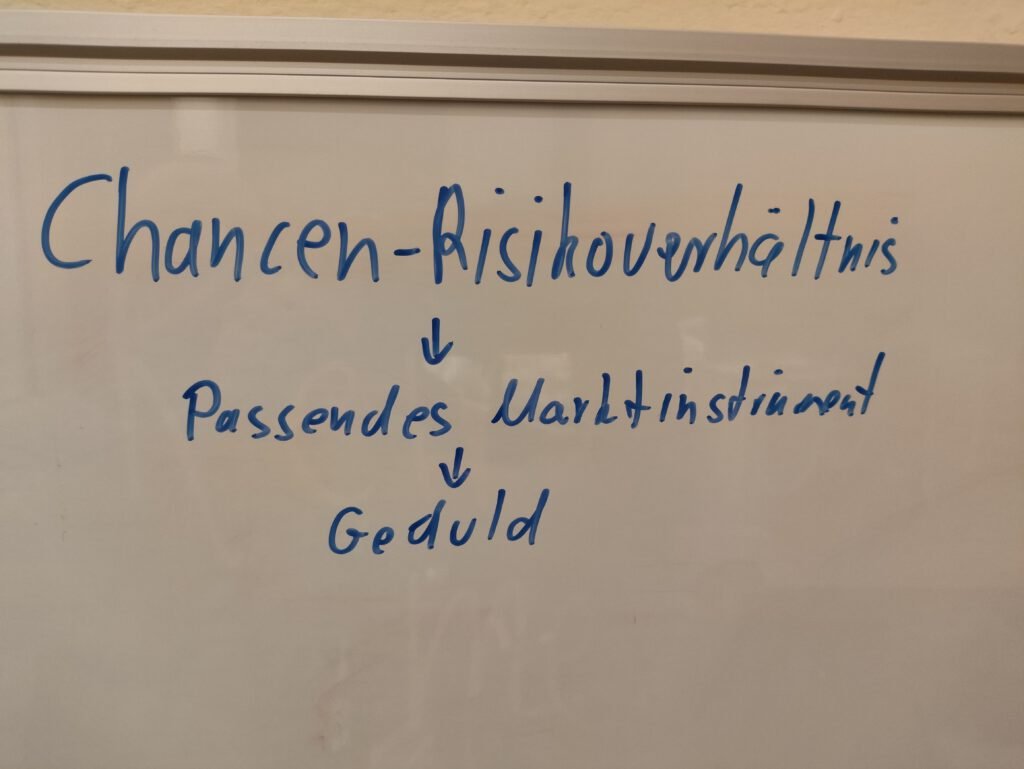 Chancen-Risikoverhältnis
↓
Passendes Marktinstrument
↓
Geduld